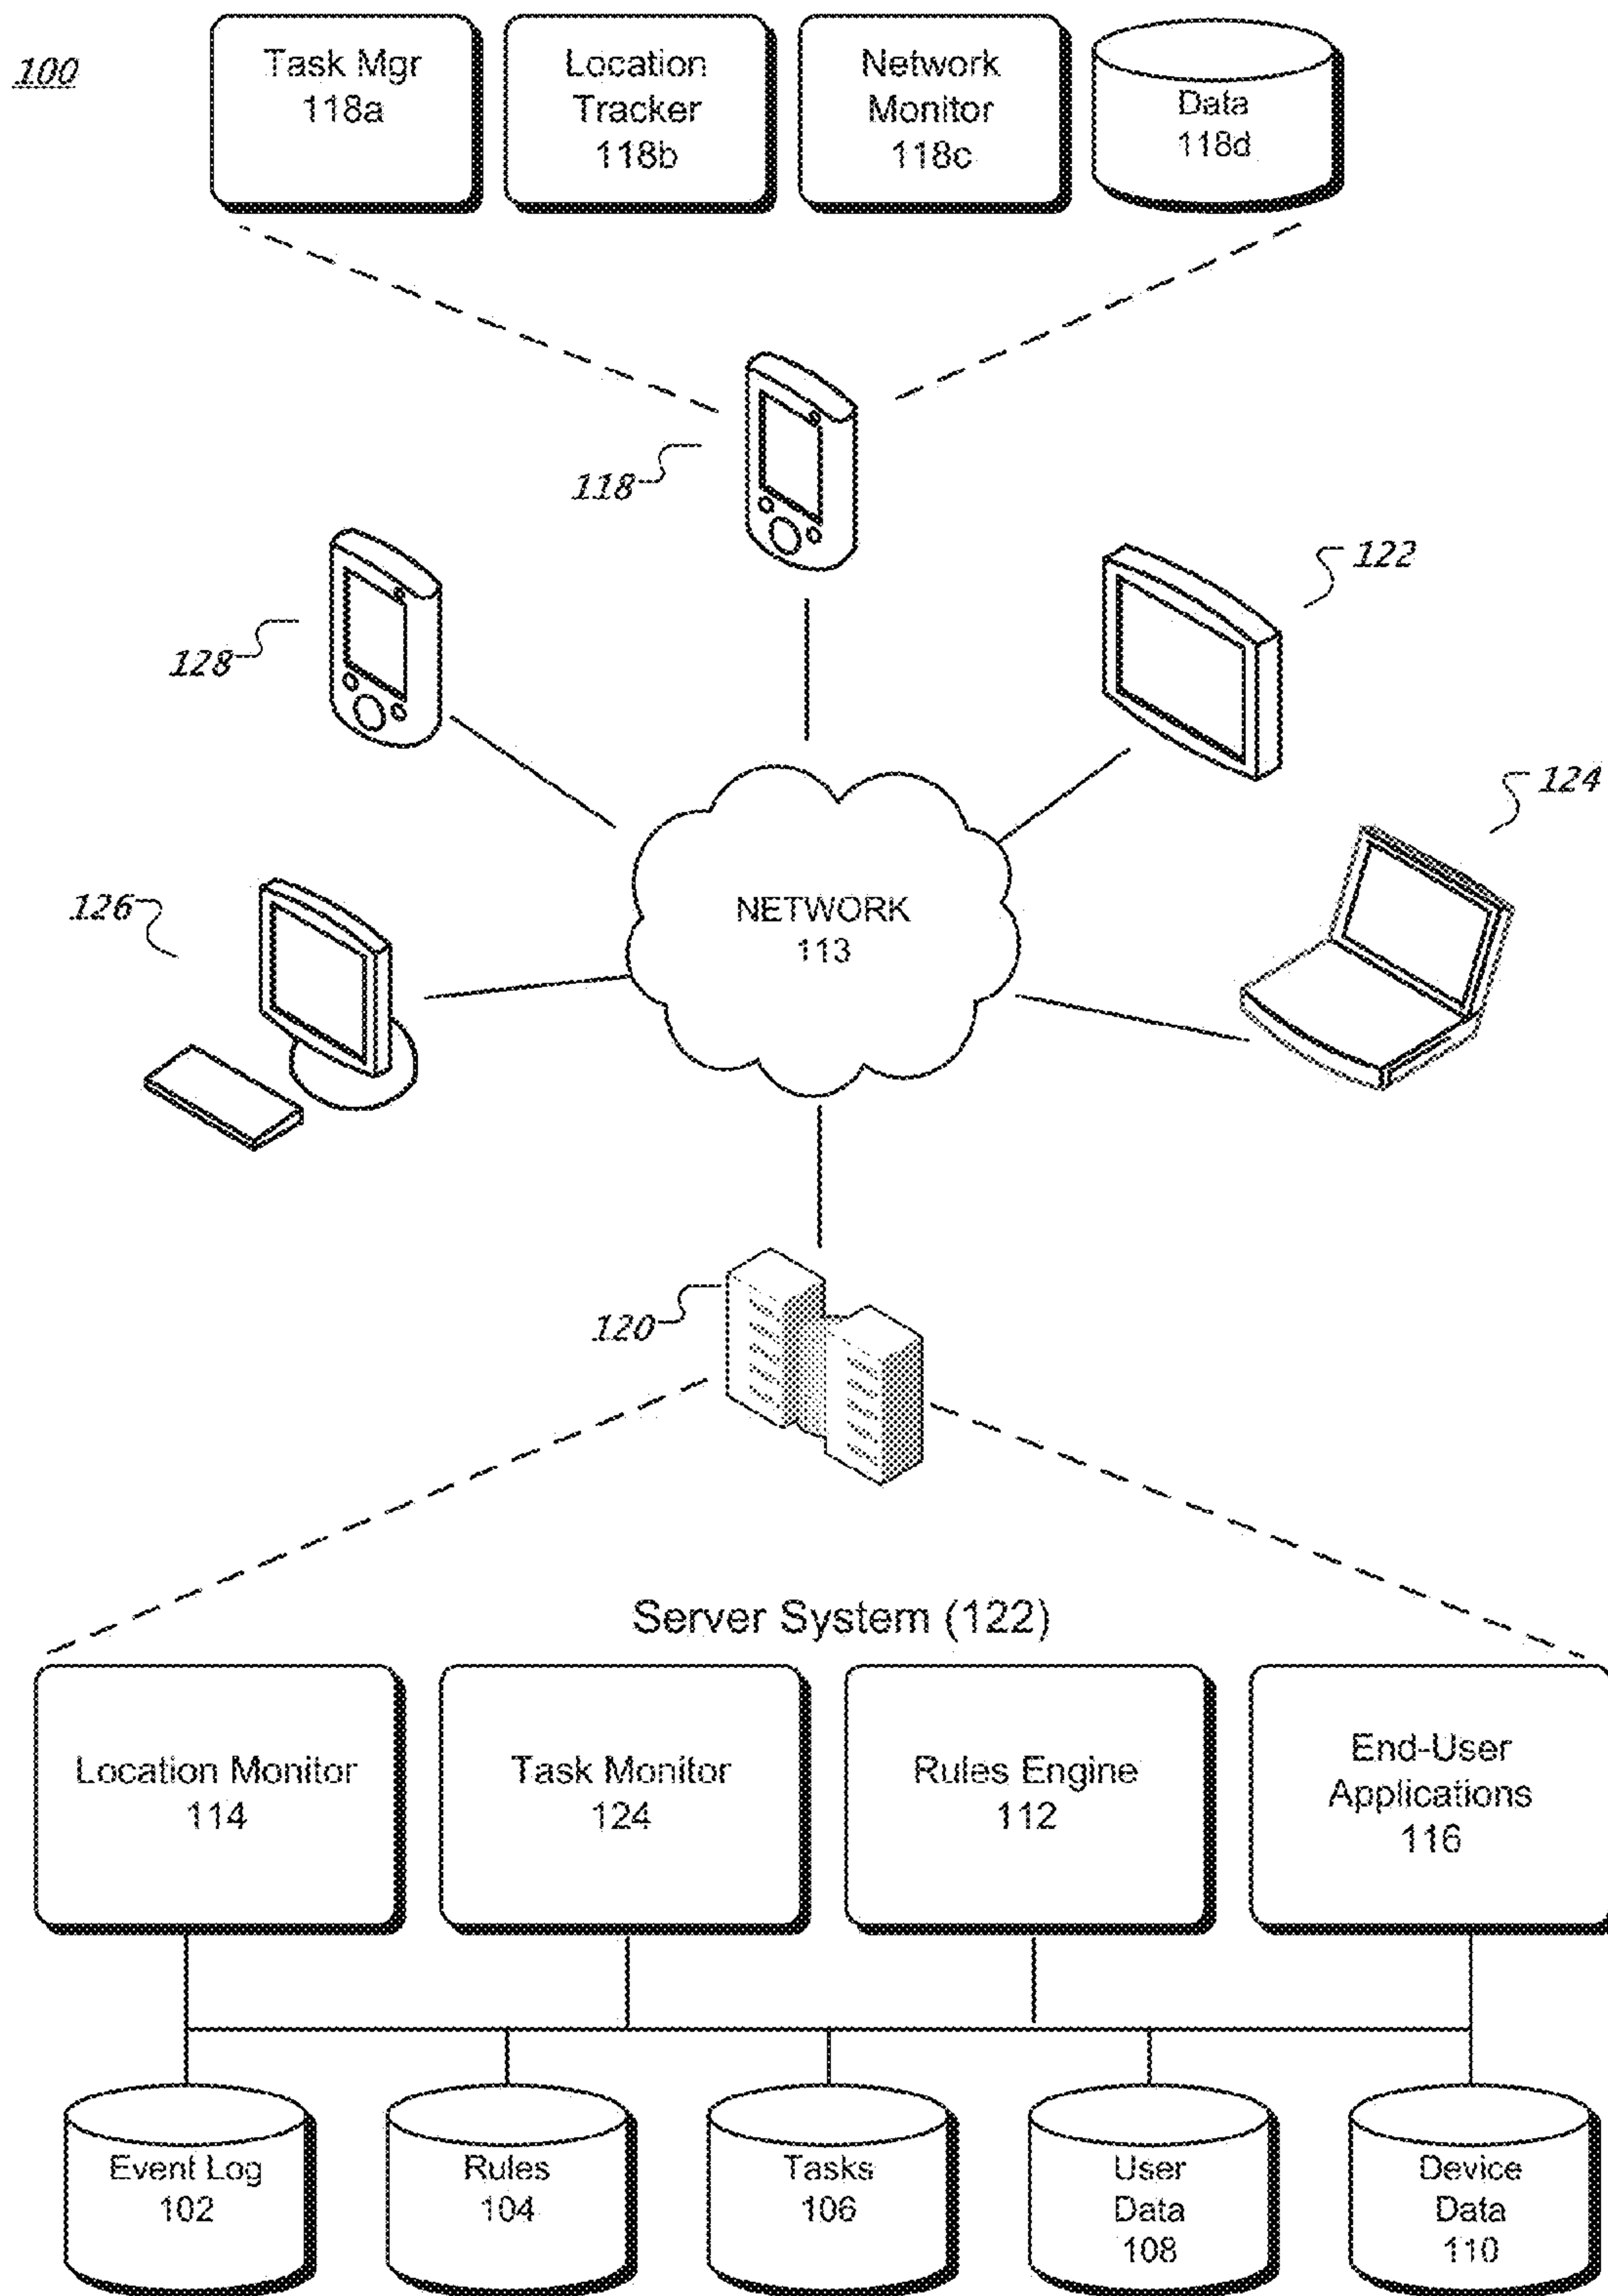 100
Task Mgr
118a
Location
Tracker
118b
Network
Monitor
118c
Data
118d
118
122
128
124
126
NETWORK
113
120
Server System (122)
Location Monitor
114
Task Monitor
124
Rules Engine
112
End-User
Applications
116
Event Log
102
Rules
104
Tasks
106
User
Data
108
Device
Data
110